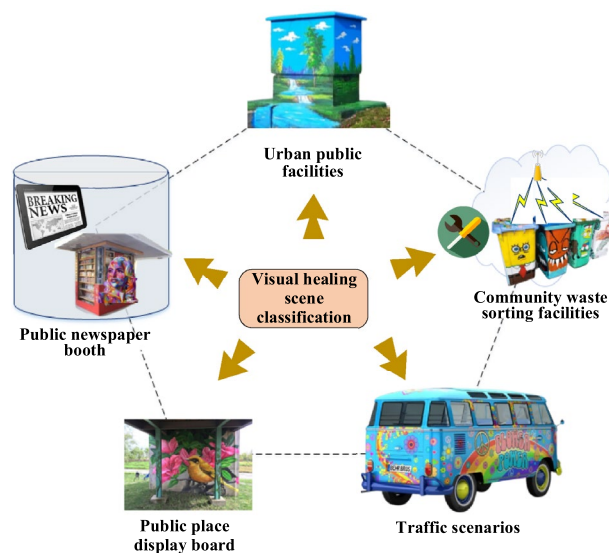 Urban public
facilities
BREAKING
NEWS
Public newspaper
booth
Visual healing
scene
classification
Community waste
sorting facilities
Public place
display board
Traffic scenarios